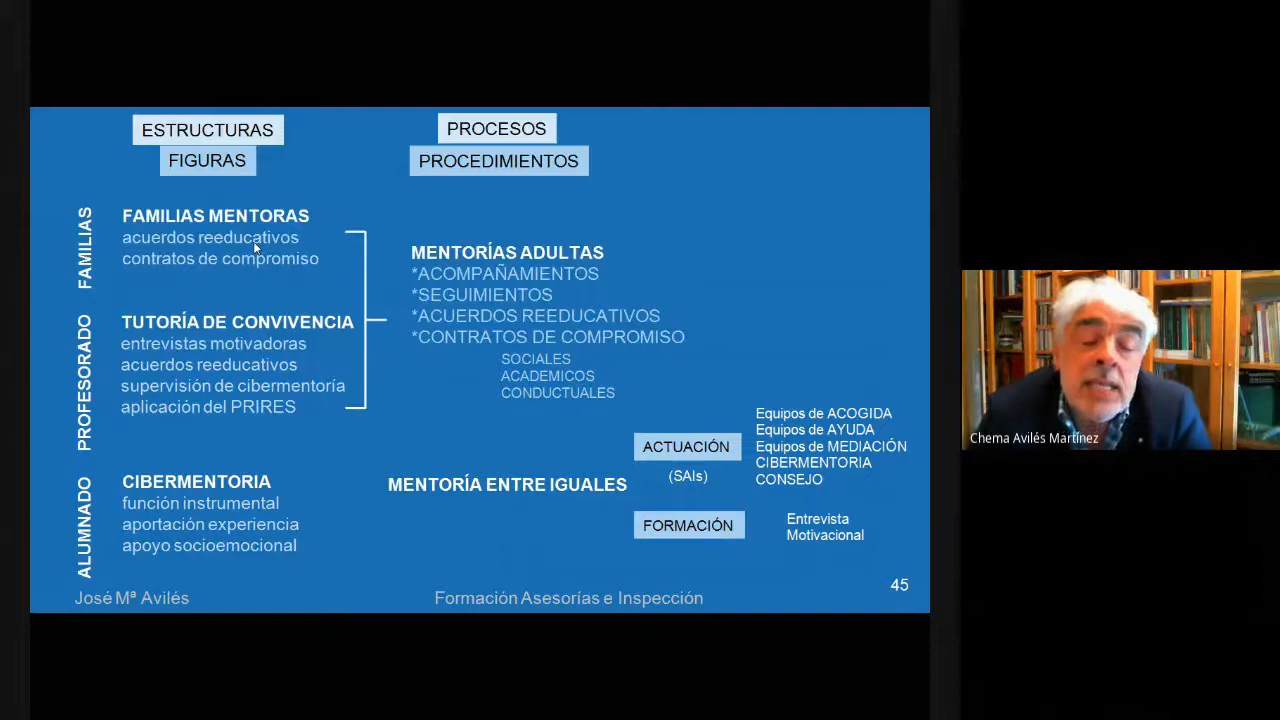 ESTRUCTURAS
FIGURAS
PROCESOS
PROCEDIMIENTOS
FAMILIAS
FAMILIAS MENTORAS
acuerdos reeducativos
contratos de compromiso
PROFESORADO
TUTORÍA DE CONVIVENCIA
entrevistas motivadoras
acuerdos reeducativos
supervisión de cibermentoría
aplicación del PRIRES
ALUMNADO
CIBERMENTORIA
función instrumental
aportación experiencia
apoyo socioemocional
MENTORÍAS ADULTAS
*ACOMPAÑAMIENTOS
*SEGUIMIENTOS
*ACUERDOS REEDUCATIVOS
*CONTRATOS DE COMPROMISO
SOCIALES
ACADEMICOS
CONDUCTUALES
MENTORÍA ENTRE IGUALES
ACTUACIÓN
(SAIs)
Equipos de ACOGIDA
Equipos de AYUDA
Equipos de MEDIACIÓN
CIBERMENTORIA
CONSEJO
FORMACIÓN
Entrevista
Motivacional
José Mª Avilés
Formación Asesorías e Inspección
45
Chema Avilés Martínez